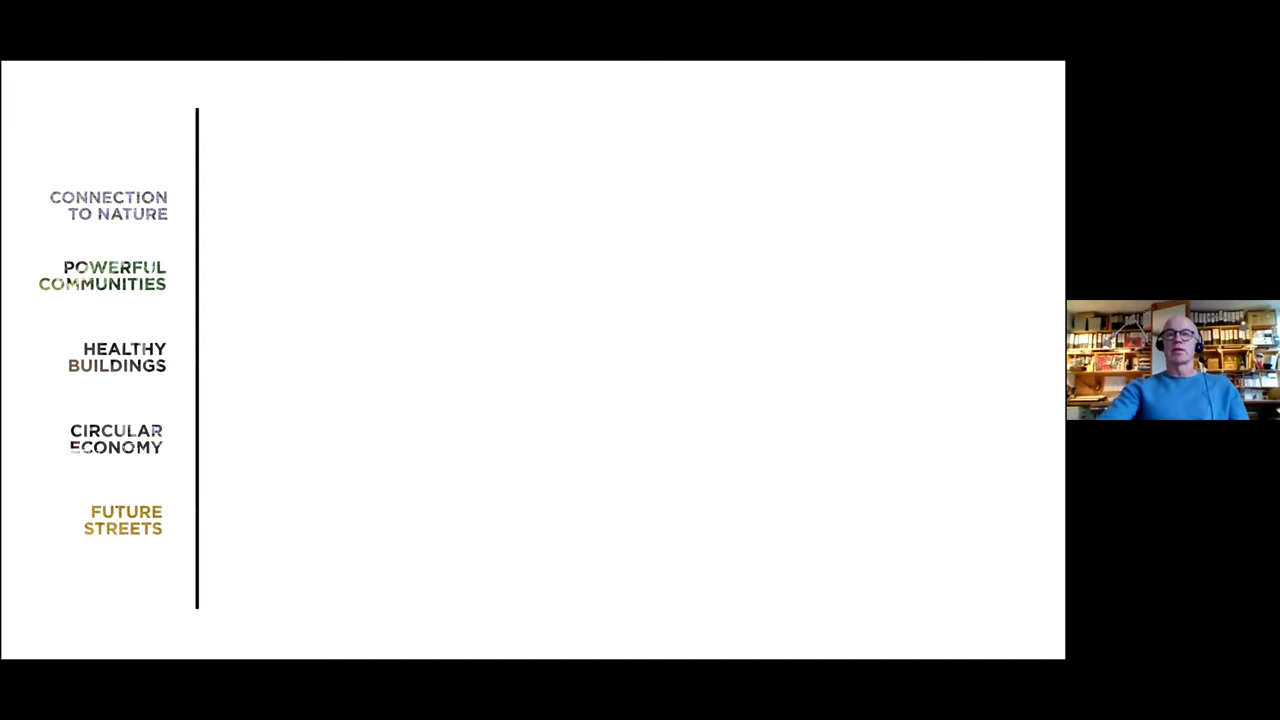 CONNECTION
TO NATURE
POWERFUL
COMMUNITIES
HEALTHY
BUILDINGS
CIRCULAR
ECONOMY
FUTURE
STREETS